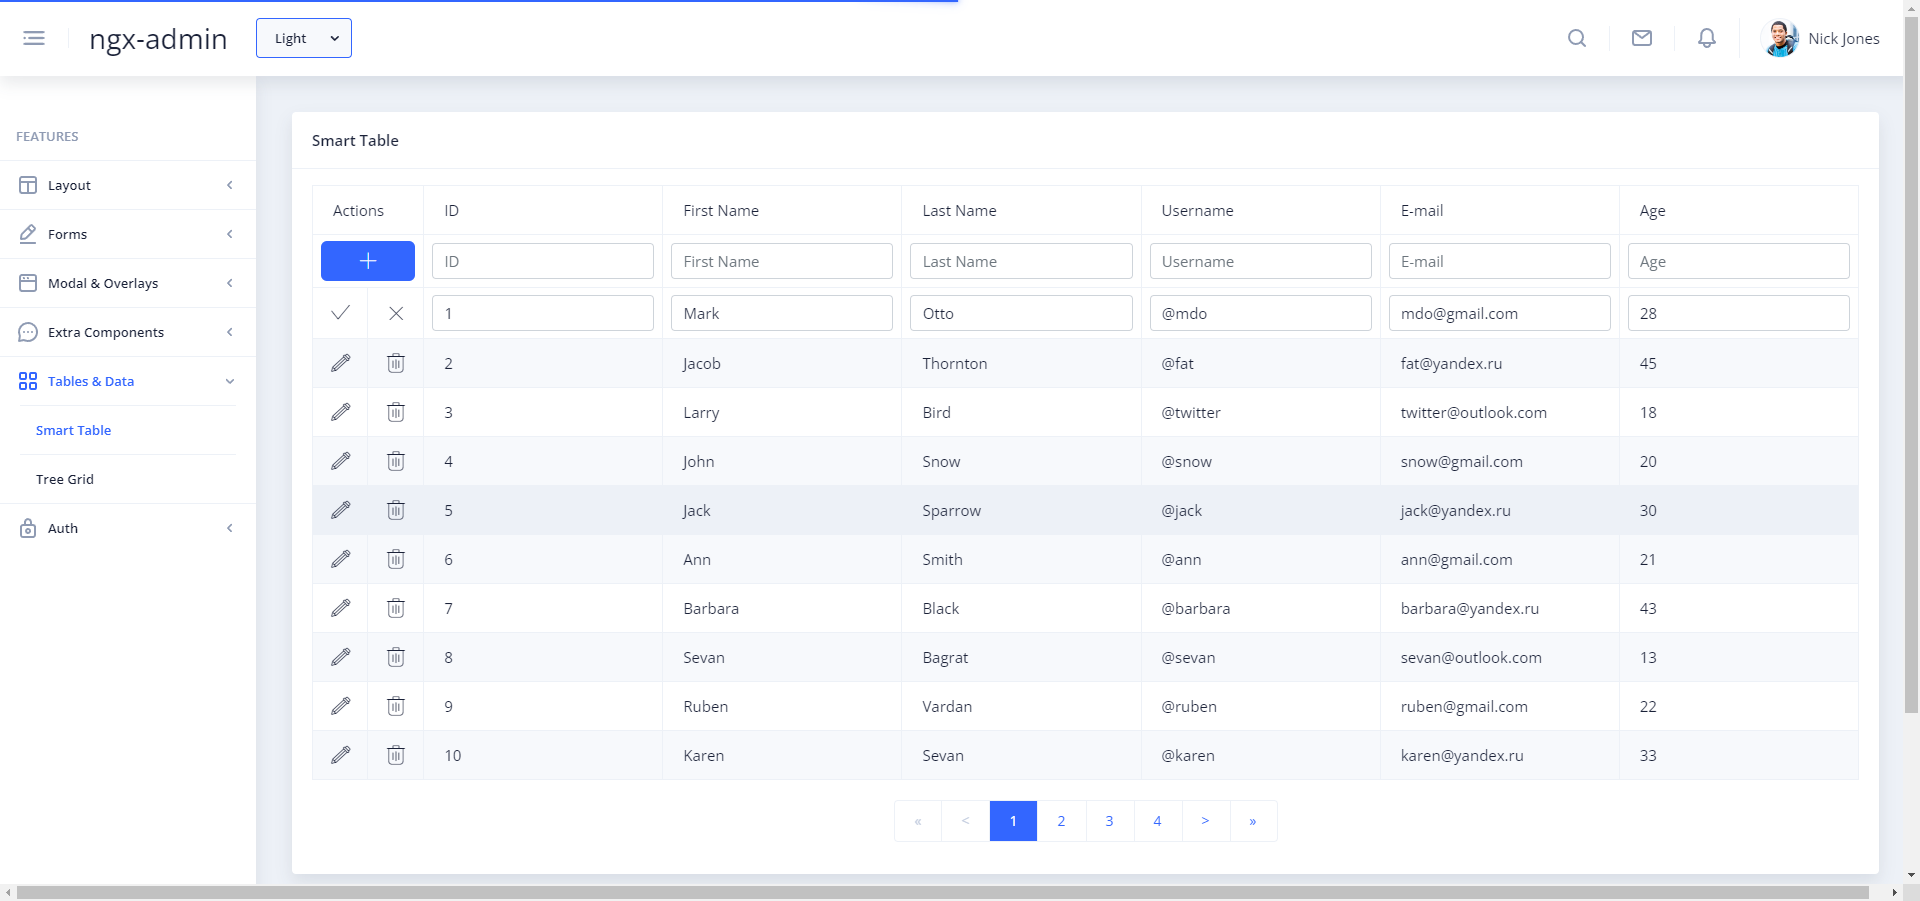 ngx-admin
Light
Nick Jones
FEATURES
Layout
Forms
Modal & Overlays
Extra Components
Tables & Data
Smart Table
Tree Grid
Auth
Smart Table
Actions ID First Name Last Name Username E-mail Age
ID First Name Last Name Username E-mail Age
1 Mark Otto @mdo mdo@gmail.com 28
2 Jacob Thornton @fat fat@yandex.ru 45
3 Larry Bird @twitter twitter@outlook.com 18
4 John Snow @snow snow@gmail.com 20
5 Jack Sparrow @jack jack@yandex.ru 30
6 Ann Smith @ann ann@gmail.com 21
7 Barbara Black @barbara barbara@yandex.ru 43
8 Sevan Bagrat @sevan sevan@outlook.com 13
9 Ruben Vardan @ruben ruben@gmail.com 22
10 Karen Sevan @karen karen@yandex.ru 33
« < 1 2 3 4 > »